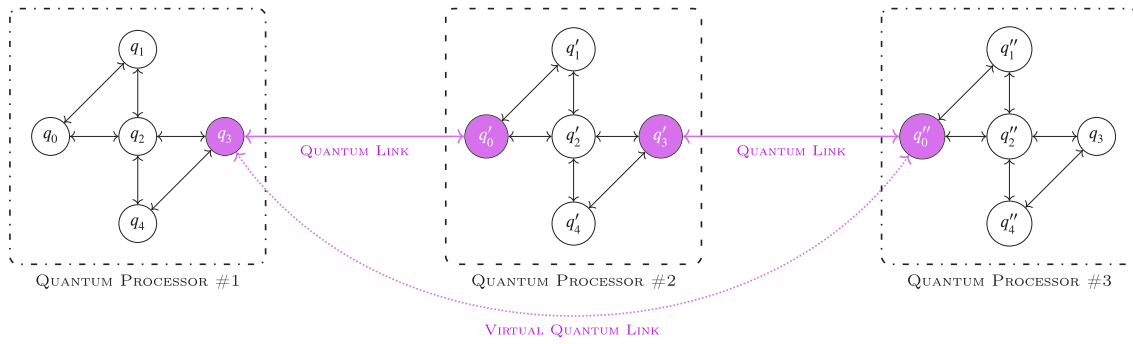 q₁ q′₁ q″₁
q₀ q₂ q₃ q′₀ q′₂ q′₃ q″₀ q″₂ q₃
QUANTUM LINK QUANTUM LINK
q₄ q′₄ q″₄
QUANTUM PROCESSOR #1 QUANTUM PROCESSOR #2 QUANTUM PROCESSOR #3
VIRTUAL QUANTUM LINK